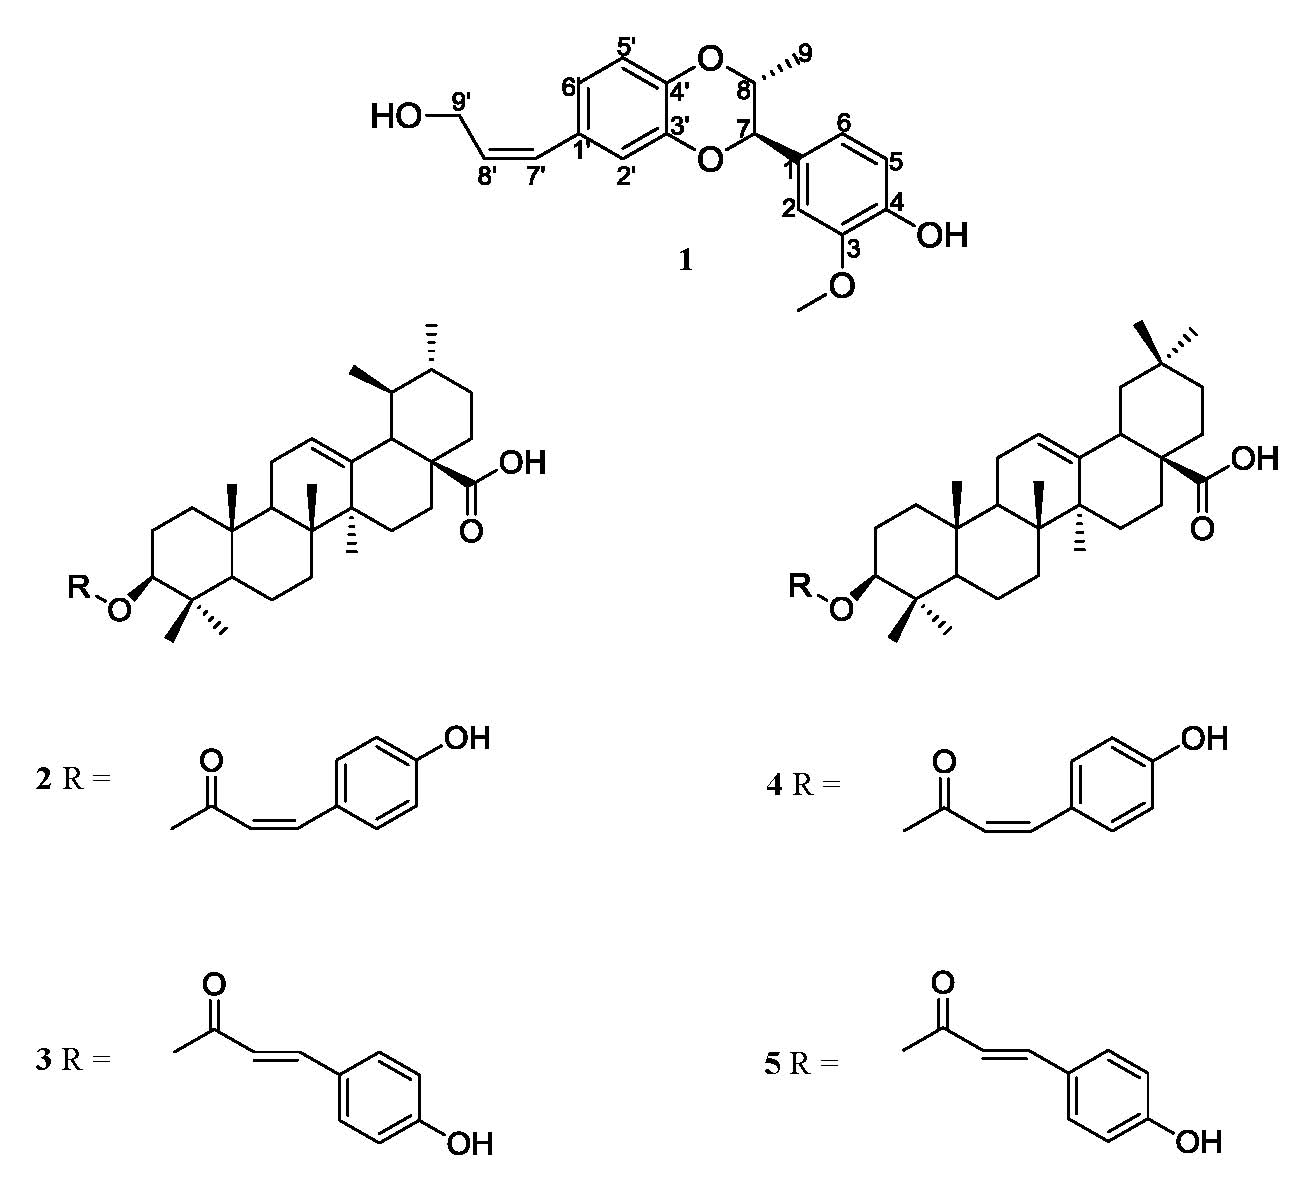 5' O 9
6' 4' 8
HO 9' 3' 7 6
8' 7' 1' 2' O 1 5
2 4
3 OH
1 O
OH OH
O O
R O R O
OH OH
O O
2 R = 4 R =
O O
3 R = 5 R =
OH OH